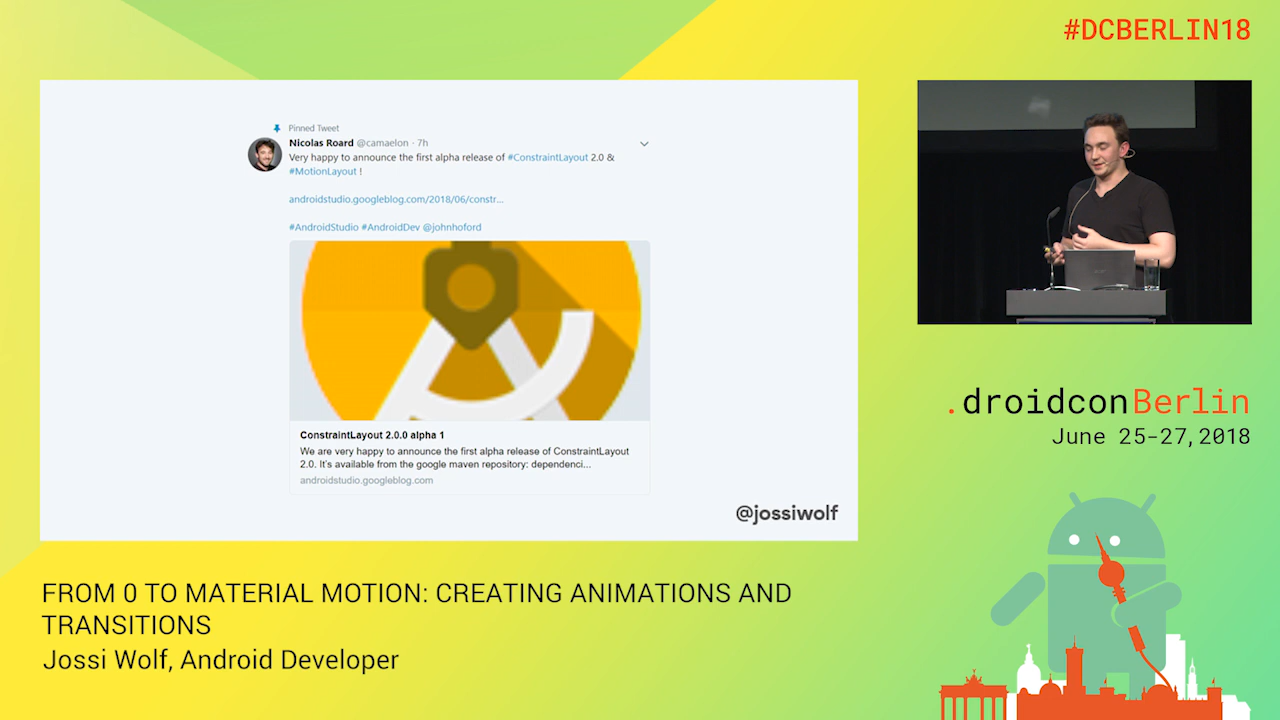 #DCBERLIN18
Pinned Tweet
Nicolas Roard @camaelon · 7h
Very happy to announce the first alpha release of #ConstraintLayout 2.0 &
#MotionLayout !
androidstudio.googleblog.com/2018/06/constr...
#AndroidStudio #AndroidDev @johnhoford
ConstraintLayout 2.0.0 alpha 1
We are very happy to announce the first alpha release of ConstraintLayout
2.0. It's available from the google maven repository: dependenci...
androidstudio.googleblog.com
@jossiwolf
.droidconBerlin
June 25-27, 2018
FROM 0 TO MATERIAL MOTION: CREATING ANIMATIONS AND
TRANSITIONS
Jossi Wolf, Android Developer